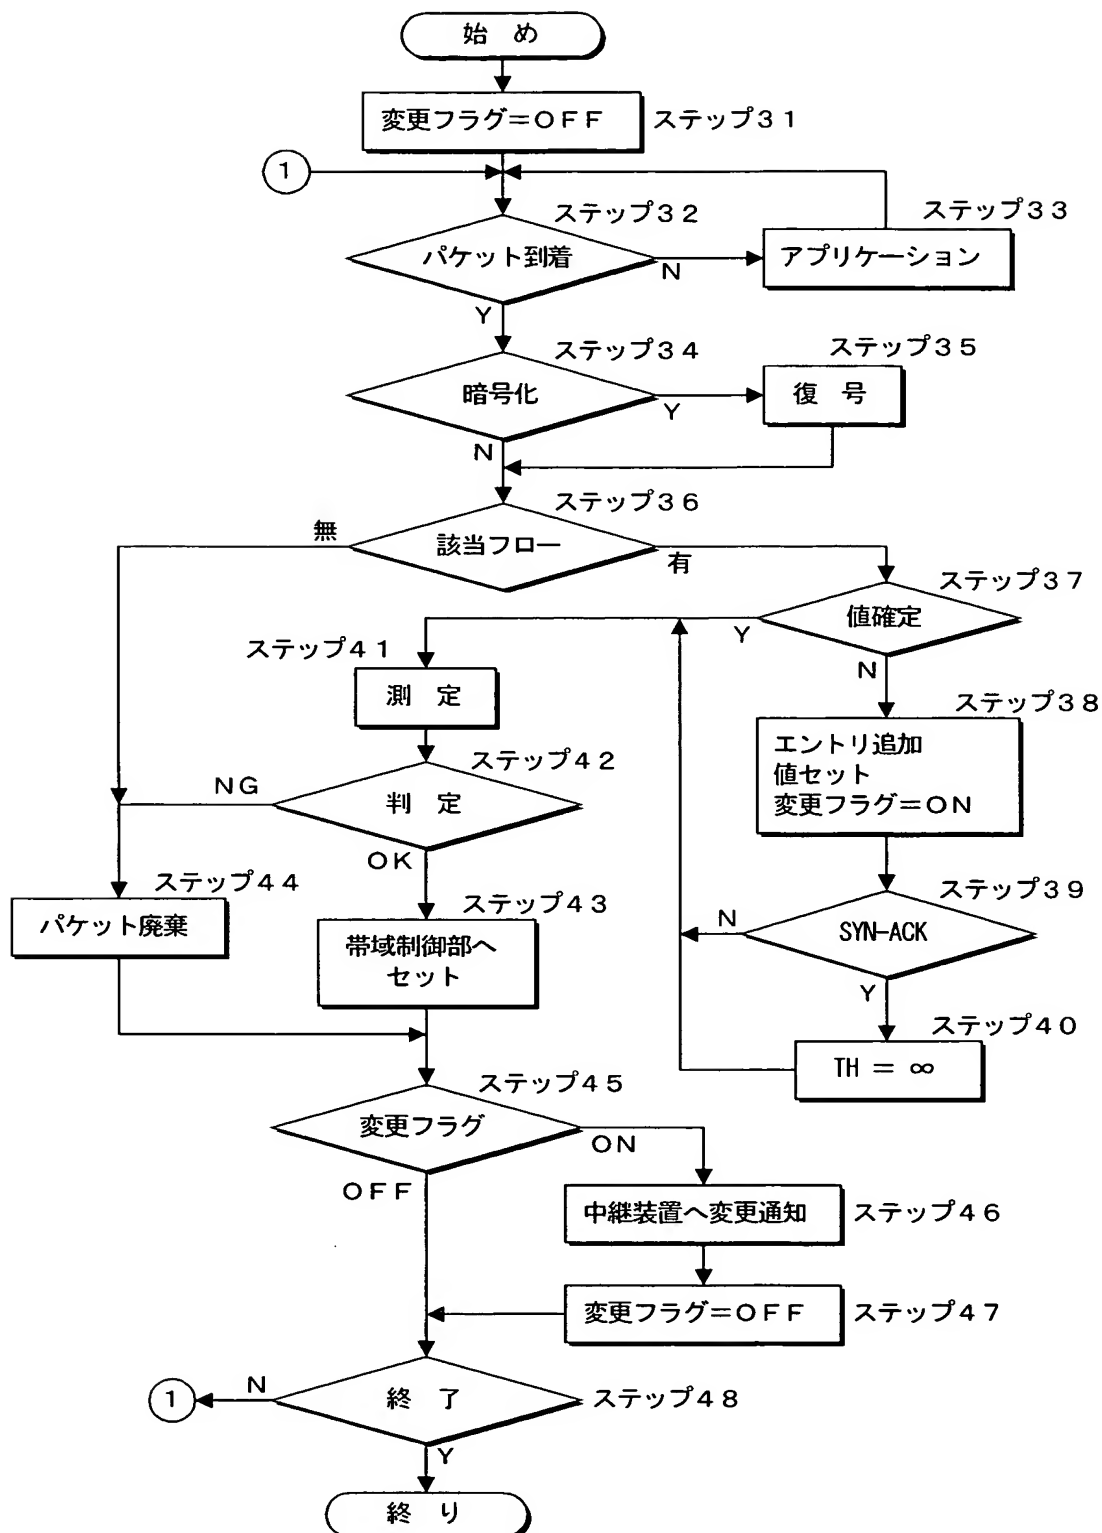 始　め
変更フラグ＝ＯＦＦ
ステップ３１
1
ステップ３２
ステップ３３
パケット到着
N
アプリケーション
Y
ステップ３４
ステップ３５
暗号化
Y
復　号
N
ステップ３６
無
該当フロー
有
ステップ３７
値確定
Y
ステップ４１
N
測　定
ステップ３８
エントリ追加
値セット
変更フラグ＝ＯＮ
ステップ４２
NG
判　定
OK
ステップ４４
ステップ３９
パケット廃棄
ステップ４３
N
SYN-ACK
帯域制御部へ
セット
Y
ステップ４０
TH = ∞
ステップ４５
変更フラグ
ON
OFF
中継装置へ変更通知
ステップ４６
変更フラグ＝ＯＦＦ
ステップ４７
1
N
終　了
ステップ４８
Y
終　り